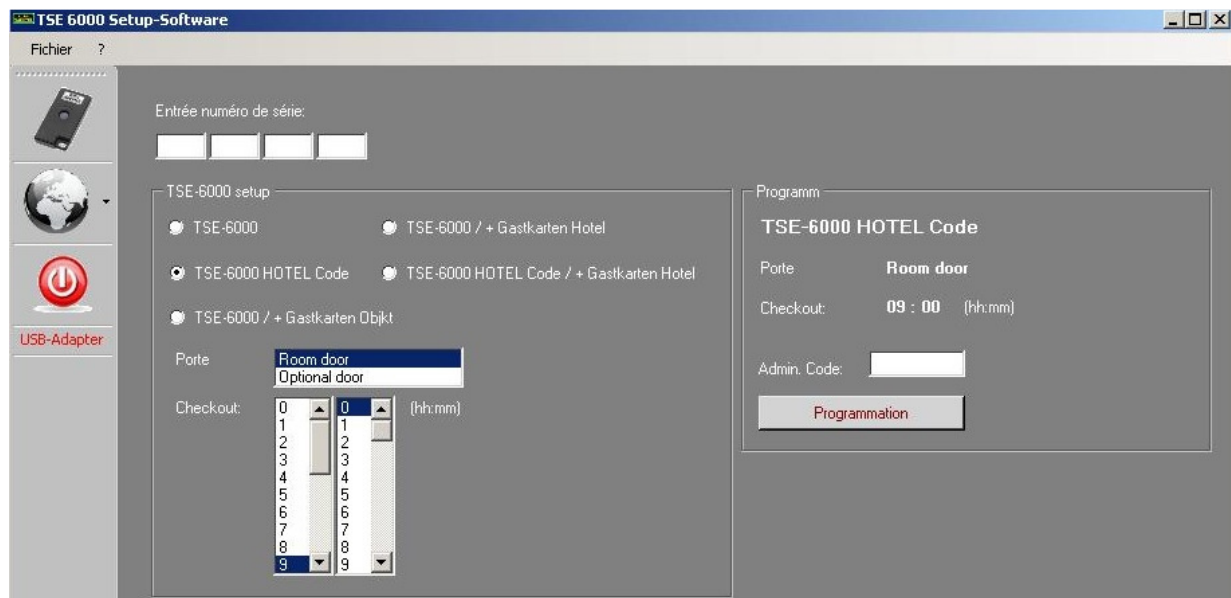 TSE 6000 Setup-Software
Fichier ?
USB-Adapter
Entrée numéro de série:
TSE-6000 setup
TSE-6000
TSE-6000 / + Gastkarten Hotel
TSE-6000 HOTEL Code
TSE-6000 HOTEL Code / + Gastkarten Hotel
TSE-6000 / + Gastkarten Objkt
Porte
Room door
Optional door
Checkout:
0 0 (hh:mm)
1 1
2 2
3 3
4 4
5 5
6 6
7 7
8 8
9 9
Programm
TSE-6000 HOTEL Code
Porte Room door
Checkout: 09 : 00 (hh:mm)
Admin. Code:
Programmation